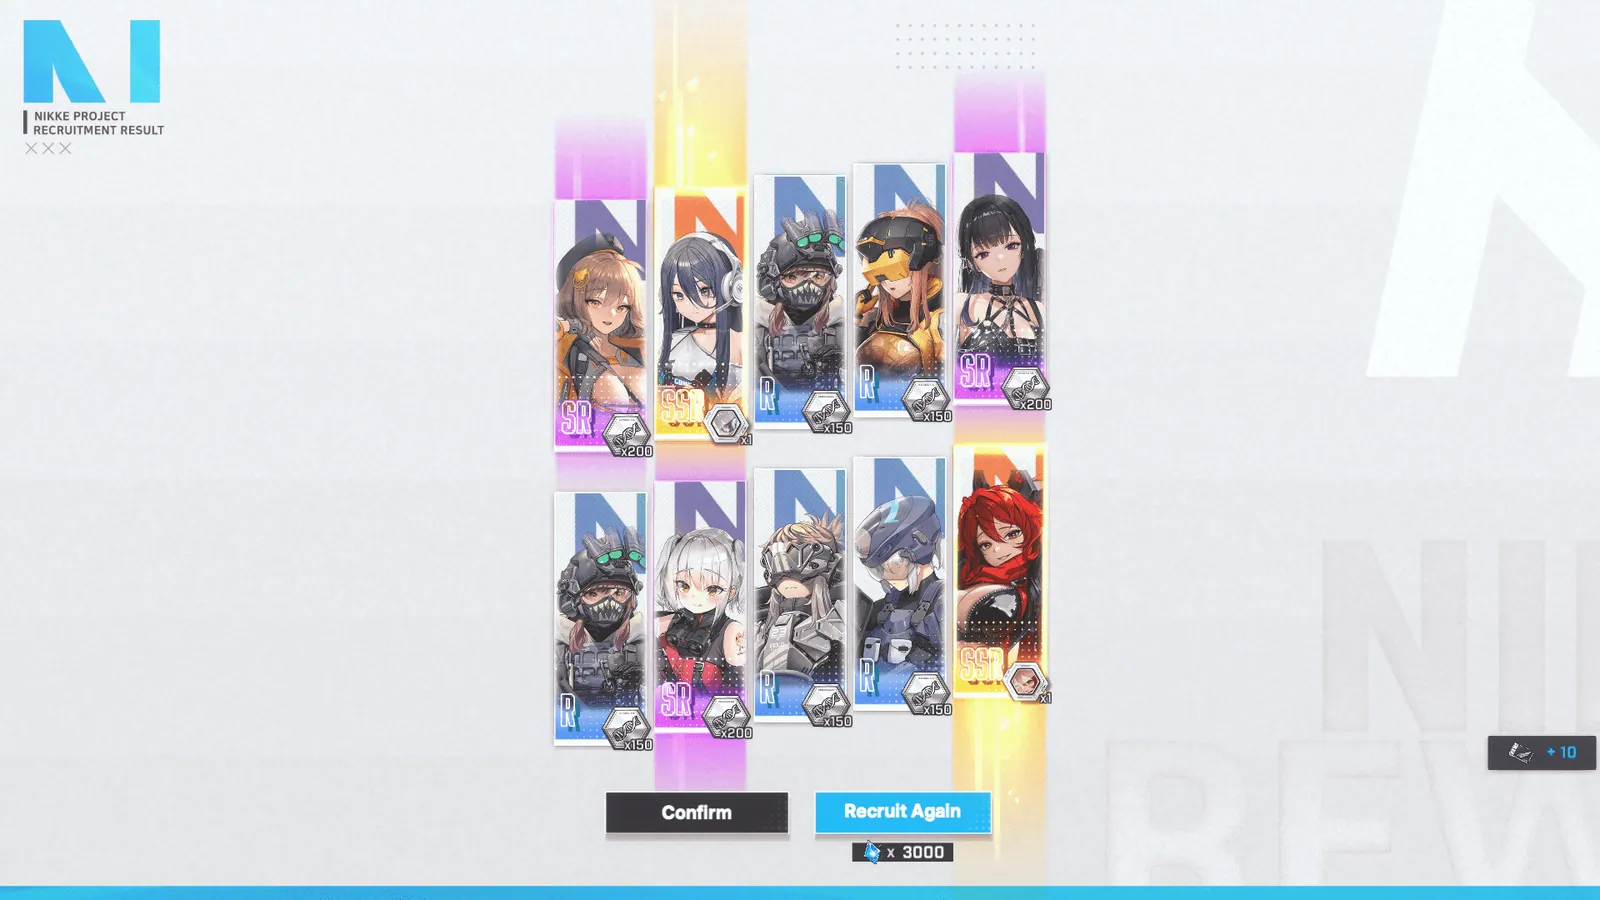 NIKKE PROJECT
RECRUITMENT RESULT
SR
x200
SSR
x1
R
x150
R
x150
SR
x200
R
x150
SR
x200
R
x150
R
x150
SSR
x1
+ 10
Confirm
Recruit Again
x 3000